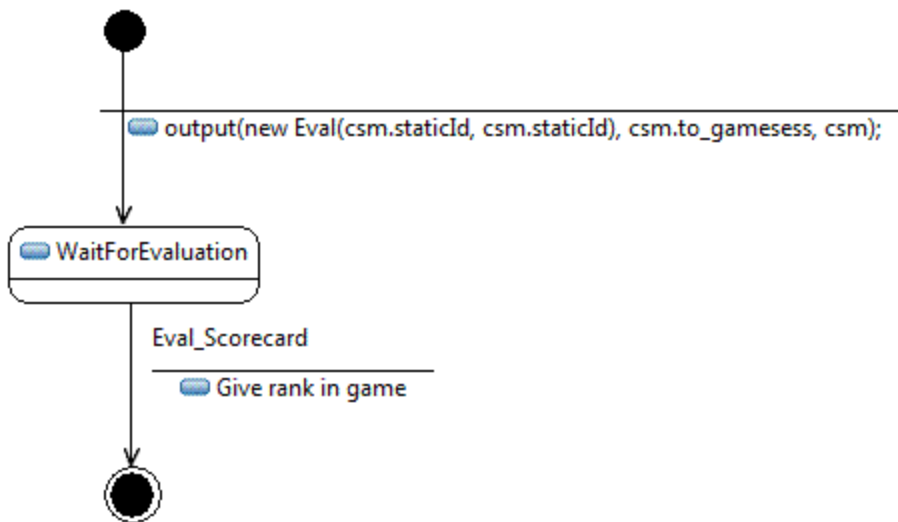 output(new Eval(csm.staticId, csm.staticId), csm.to_gamesess, csm);
WaitForEvaluation
Eval_Scorecard
Give rank in game